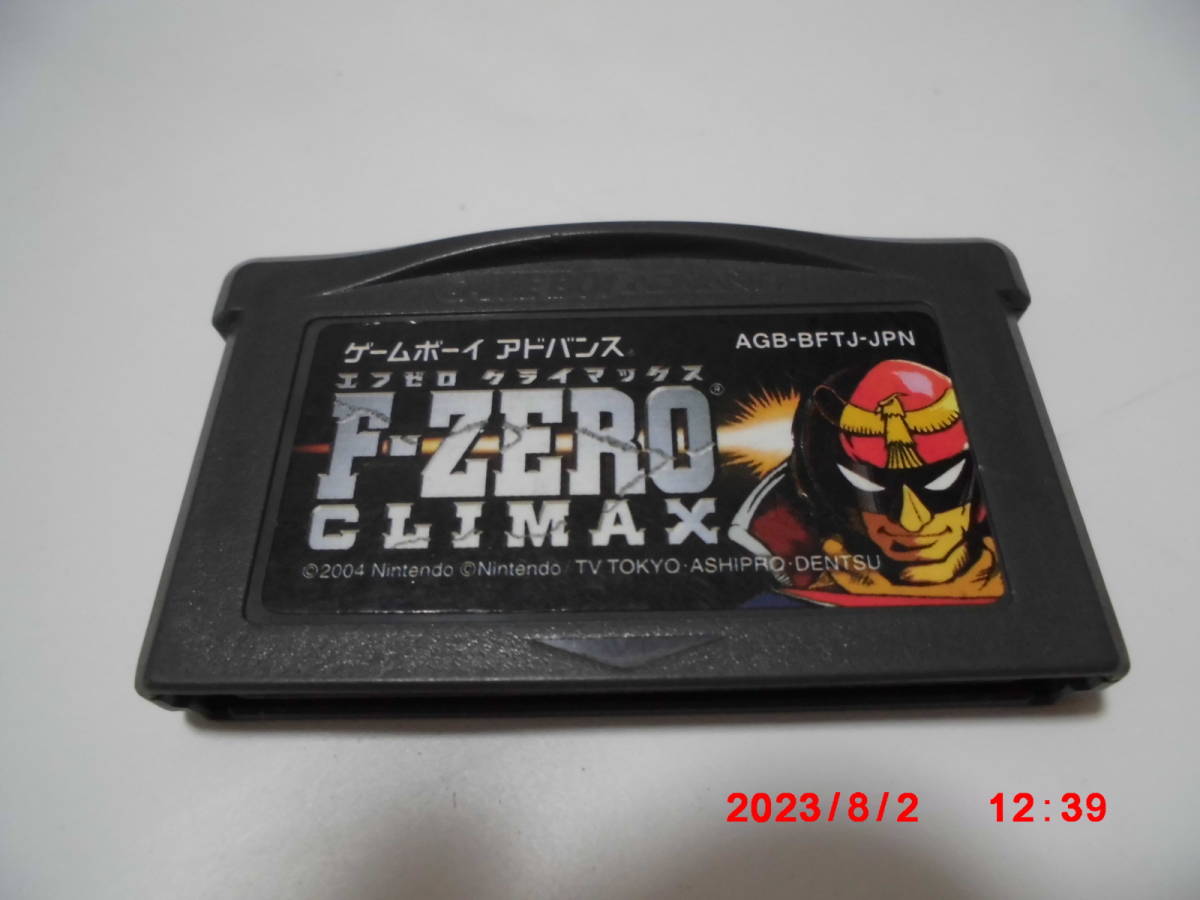 ゲームボーイ アドバンス
AGB-BFTJ-JPN
エフゼロ クライマックス
F-ZERO®
CLIMAX
©2004 Nintendo ©Nintendo/TV TOKYO·ASHIPRO·DENTSU
2023/8/2 12:39